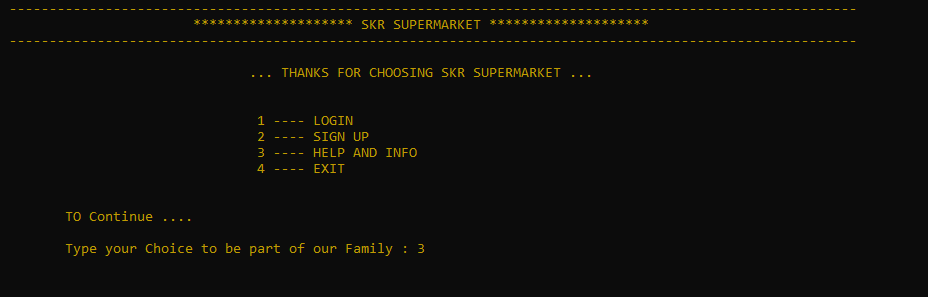 ----------------------------------------------------------------------------------------------------------
******************** SKR SUPERMARKET ********************
----------------------------------------------------------------------------------------------------------
... THANKS FOR CHOOSING SKR SUPERMARKET ...
1 ---- LOGIN
2 ---- SIGN UP
3 ---- HELP AND INFO
4 ---- EXIT
TO Continue ....
Type your Choice to be part of our Family : 3